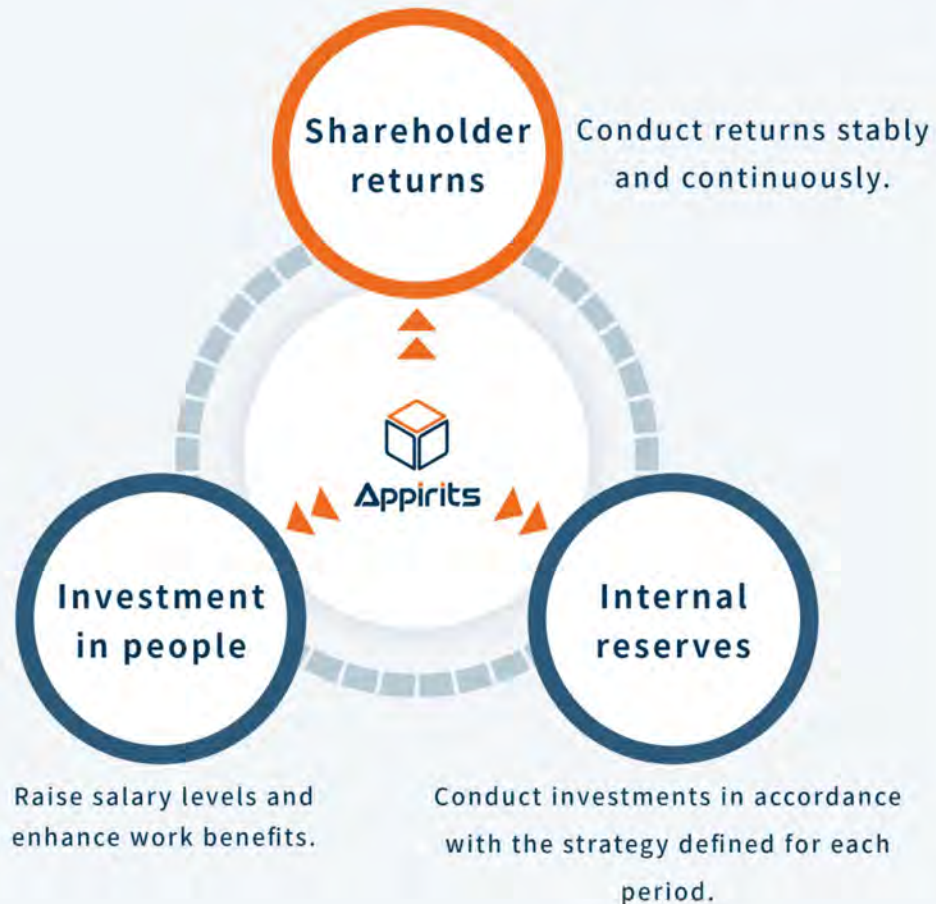 Shareholder
returns
Conduct returns stably
and continuously.
Appirits
Investment
in people
Internal
reserves
Raise salary levels and
enhance work benefits.
Conduct investments in accordance
with the strategy defined for each
period.